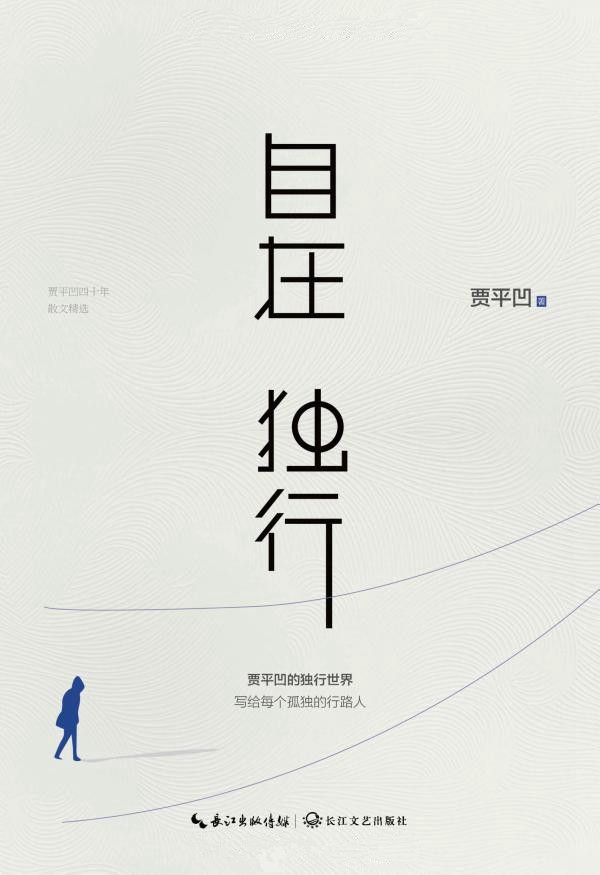 自在
独行
贾平凹四十年
散文精选
贾平凹 著
贾平凹的独行世界
写给每个孤独的行路人
长江出版传媒 长江文艺出版社